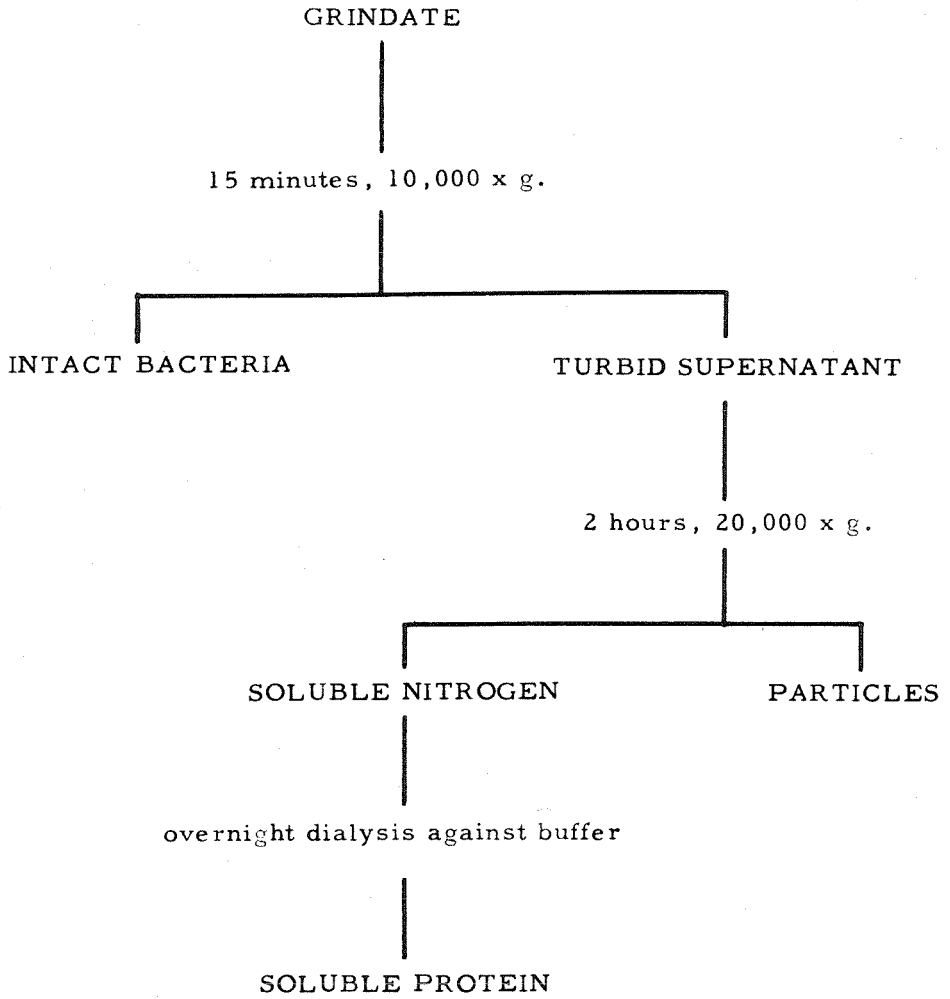 GRINDATE
15 minutes, 10,000 x g.
INTACT BACTERIA
TURBID SUPERNATANT
2 hours, 20,000 x g.
SOLUBLE NITROGEN
PARTICLES
overnight dialysis against buffer
SOLUBLE PROTEIN